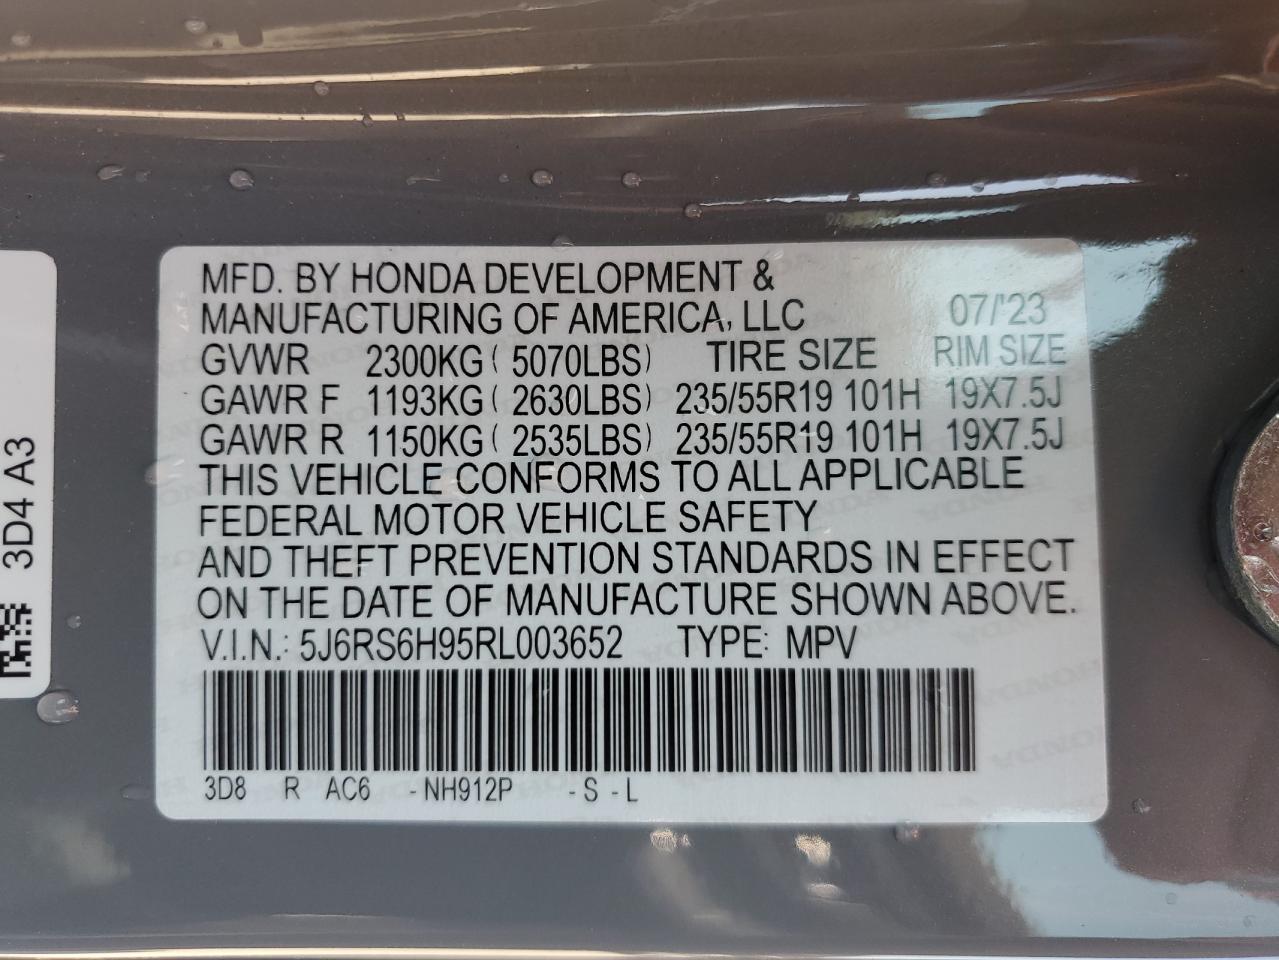 MFD. BY HONDA DEVELOPMENT &
MANUFACTURING OF AMERICA, LLC 07/'23
GVWR 2300KG ( 5070LBS) TIRE SIZE RIM SIZE
GAWR F 1193KG ( 2630LBS) 235/55R19 101H 19X7.5J
GAWR R 1150KG ( 2535LBS) 235/55R19 101H 19X7.5J
THIS VEHICLE CONFORMS TO ALL APPLICABLE
FEDERAL MOTOR VEHICLE SAFETY
AND THEFT PREVENTION STANDARDS IN EFFECT
ON THE DATE OF MANUFACTURE SHOWN ABOVE.
V.I.N.: 5J6RS6H95RL003652 TYPE: MPV
3D8 R AC6 -NH912P -S -L
3D4 A3